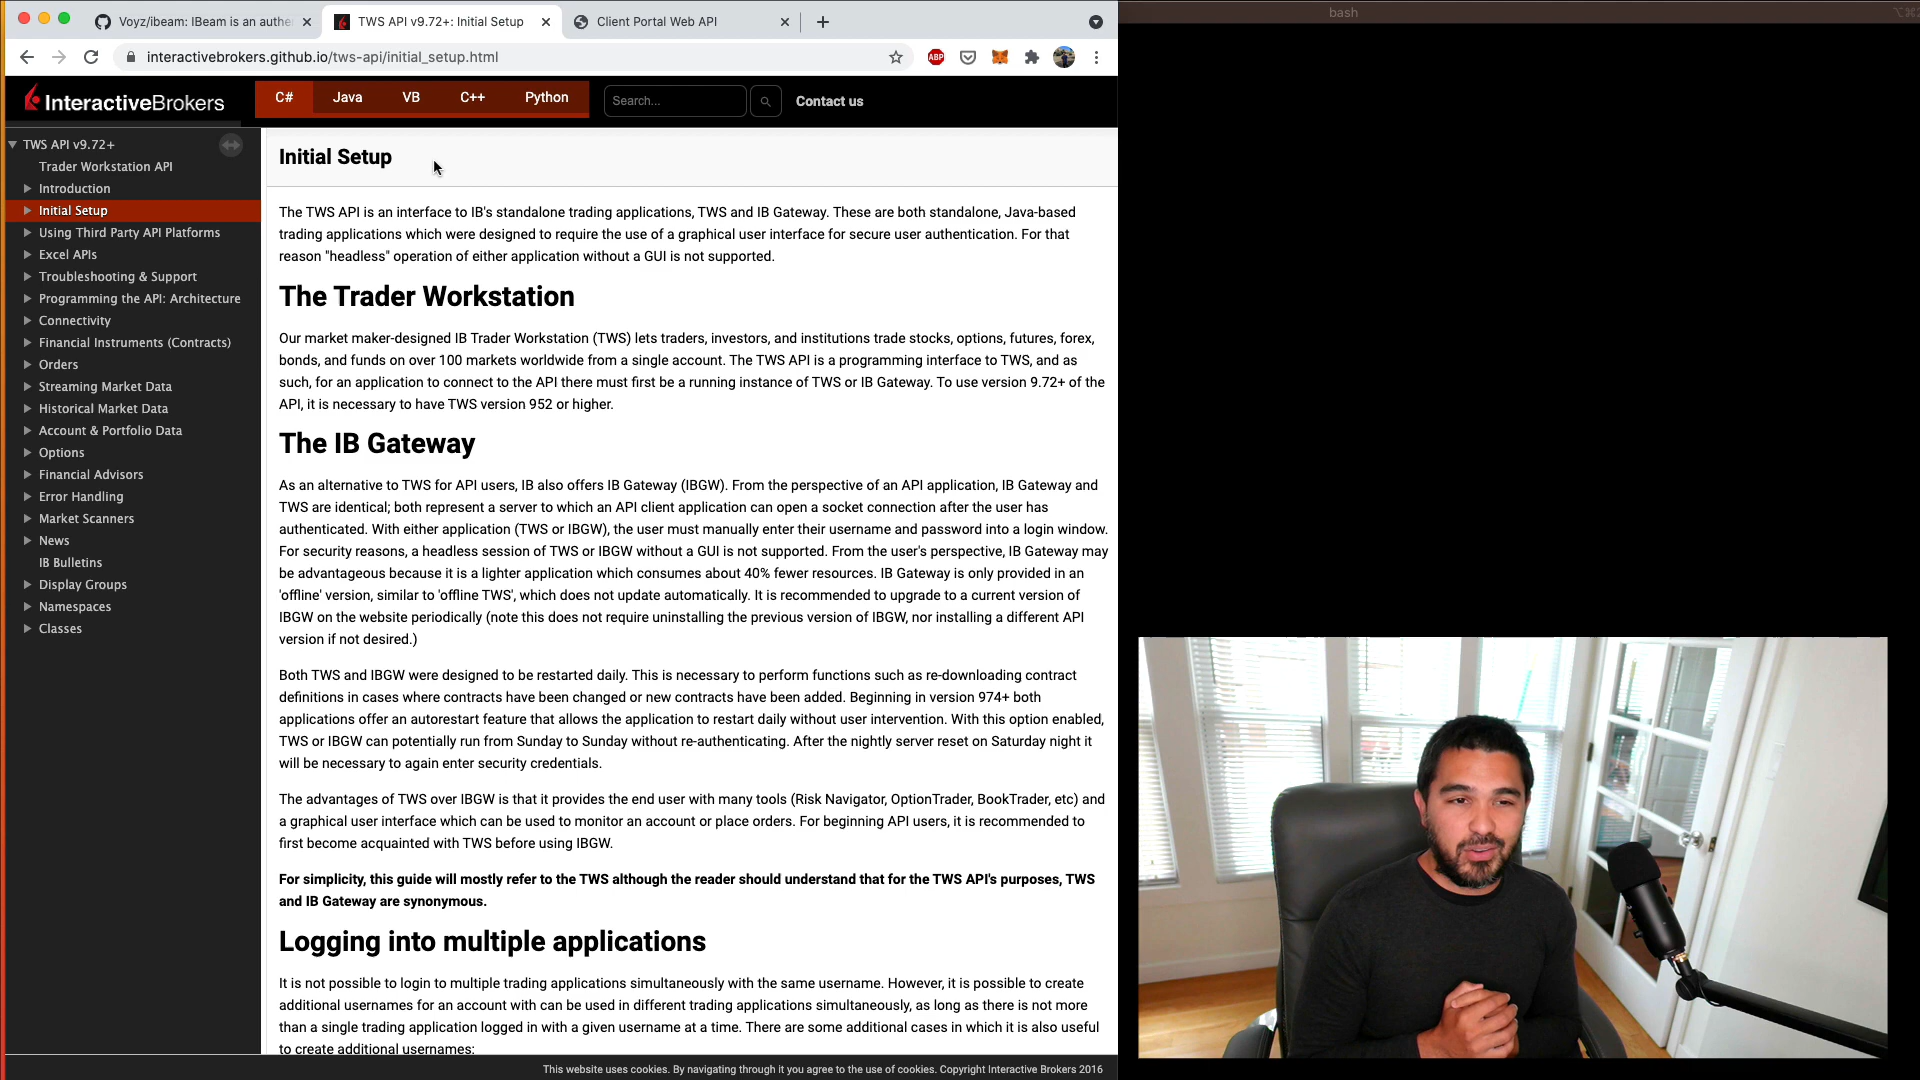 Voyz/ibeam: IBeam is an authe
TWS API v9.72+: Initial Setup
Client Portal Web API
bash
interactivebrokers.github.io/tws-api/initial_setup.html
ABP
InteractiveBrokers
C#
Java
VB
C++
Python
Search...
Contact us
TWS API v9.72+
Trader Workstation API
Introduction
Initial Setup
Using Third Party API Platforms
Excel APIs
Troubleshooting & Support
Programming the API: Architecture
Connectivity
Financial Instruments (Contracts)
Orders
Streaming Market Data
Historical Market Data
Account & Portfolio Data
Options
Financial Advisors
Error Handling
Market Scanners
News
IB Bulletins
Display Groups
Namespaces
Classes
Initial Setup
The TWS API is an interface to IB's standalone trading applications, TWS and IB Gateway. These are both standalone, Java-based
trading applications which were designed to require the use of a graphical user interface for secure user authentication. For that
reason "headless" operation of either application without a GUI is not supported.
The Trader Workstation
Our market maker-designed IB Trader Workstation (TWS) lets traders, investors, and institutions trade stocks, options, futures, forex,
bonds, and funds on over 100 markets worldwide from a single account. The TWS API is a programming interface to TWS, and as
such, for an application to connect to the API there must first be a running instance of TWS or IB Gateway. To use version 9.72+ of the
API, it is necessary to have TWS version 952 or higher.
The IB Gateway
As an alternative to TWS for API users, IB also offers IB Gateway (IBGW). From the perspective of an API application, IB Gateway and
TWS are identical; both represent a server to which an API client application can open a socket connection after the user has
authenticated. With either application (TWS or IBGW), the user must manually enter their username and password into a login window.
For security reasons, a headless session of TWS or IBGW without a GUI is not supported. From the user's perspective, IB Gateway may
be advantageous because it is a lighter application which consumes about 40% fewer resources. IB Gateway is only provided in an
'offline' version, similar to 'offline TWS', which does not update automatically. It is recommended to upgrade to a current version of
IBGW on the website periodically (note this does not require uninstalling the previous version of IBGW, nor installing a different API
version if not desired.)
Both TWS and IBGW were designed to be restarted daily. This is necessary to perform functions such as re-downloading contract
definitions in cases where contracts have been changed or new contracts have been added. Beginning in version 974+ both
applications offer an autorestart feature that allows the application to restart daily without user intervention. With this option enabled,
TWS or IBGW can potentially run from Sunday to Sunday without re-authenticating. After the nightly server reset on Saturday night it
will be necessary to again enter security credentials.
The advantages of TWS over IBGW is that it provides the end user with many tools (Risk Navigator, OptionTrader, BookTrader, etc) and
a graphical user interface which can be used to monitor an account or place orders. For beginning API users, it is recommended to
first become acquainted with TWS before using IBGW.
For simplicity, this guide will mostly refer to the TWS although the reader should understand that for the TWS API's purposes, TWS
and IB Gateway are synonymous.
Logging into multiple applications
It is not possible to login to multiple trading applications simultaneously with the same username. However, it is possible to create
additional usernames for an account with can be used in different trading applications simultaneously, as long as there is not more
than a single trading application logged in with a given username at a time. There are some additional cases in which it is also useful
to create additional usernames:
This website uses cookies. By navigating through it you agree to the use of cookies. Copyright Interactive Brokers 2016